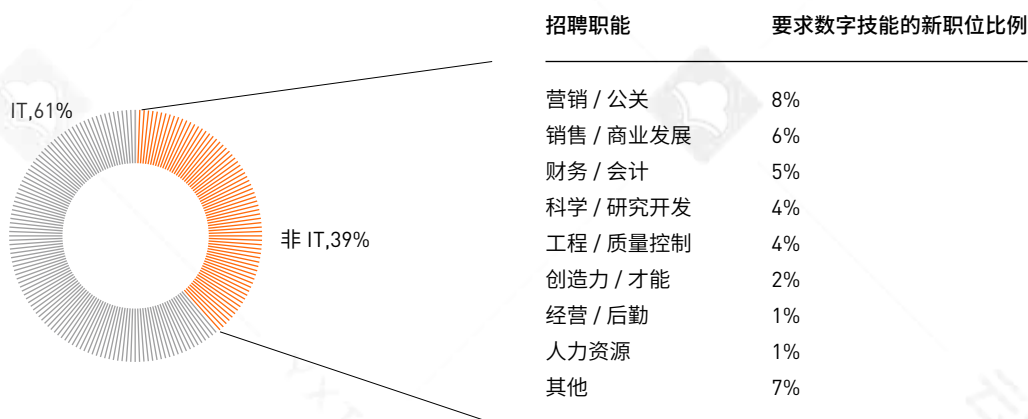 招聘职能 要求数字技能的新职位比例
IT,61%
非 IT,39%
营销 / 公关 8%
销售 / 商业发展 6%
财务 / 会计 5%
科学 / 研究开发 4%
工程 / 质量控制 4%
创造力 / 才能 2%
经营 / 后勤 1%
人力资源 1%
其他 7%